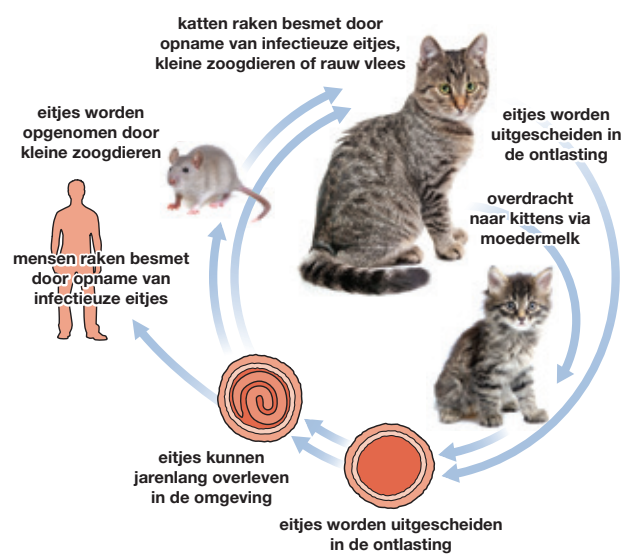 katten raken besmet door
opname van infectieuze eitjes,
kleine zoogdieren of rauw vlees
eitjes worden
opgenomen door
kleine zoogdieren
eitjes worden
uitgescheiden in
de ontlasting
overdracht
naar kittens via
moedermelk
mensen raken besmet
door opname van
infectieuze eitjes
eitjes kunnen
jarenlang overleven
in de omgeving
eitjes worden uitgescheiden
in de ontlasting